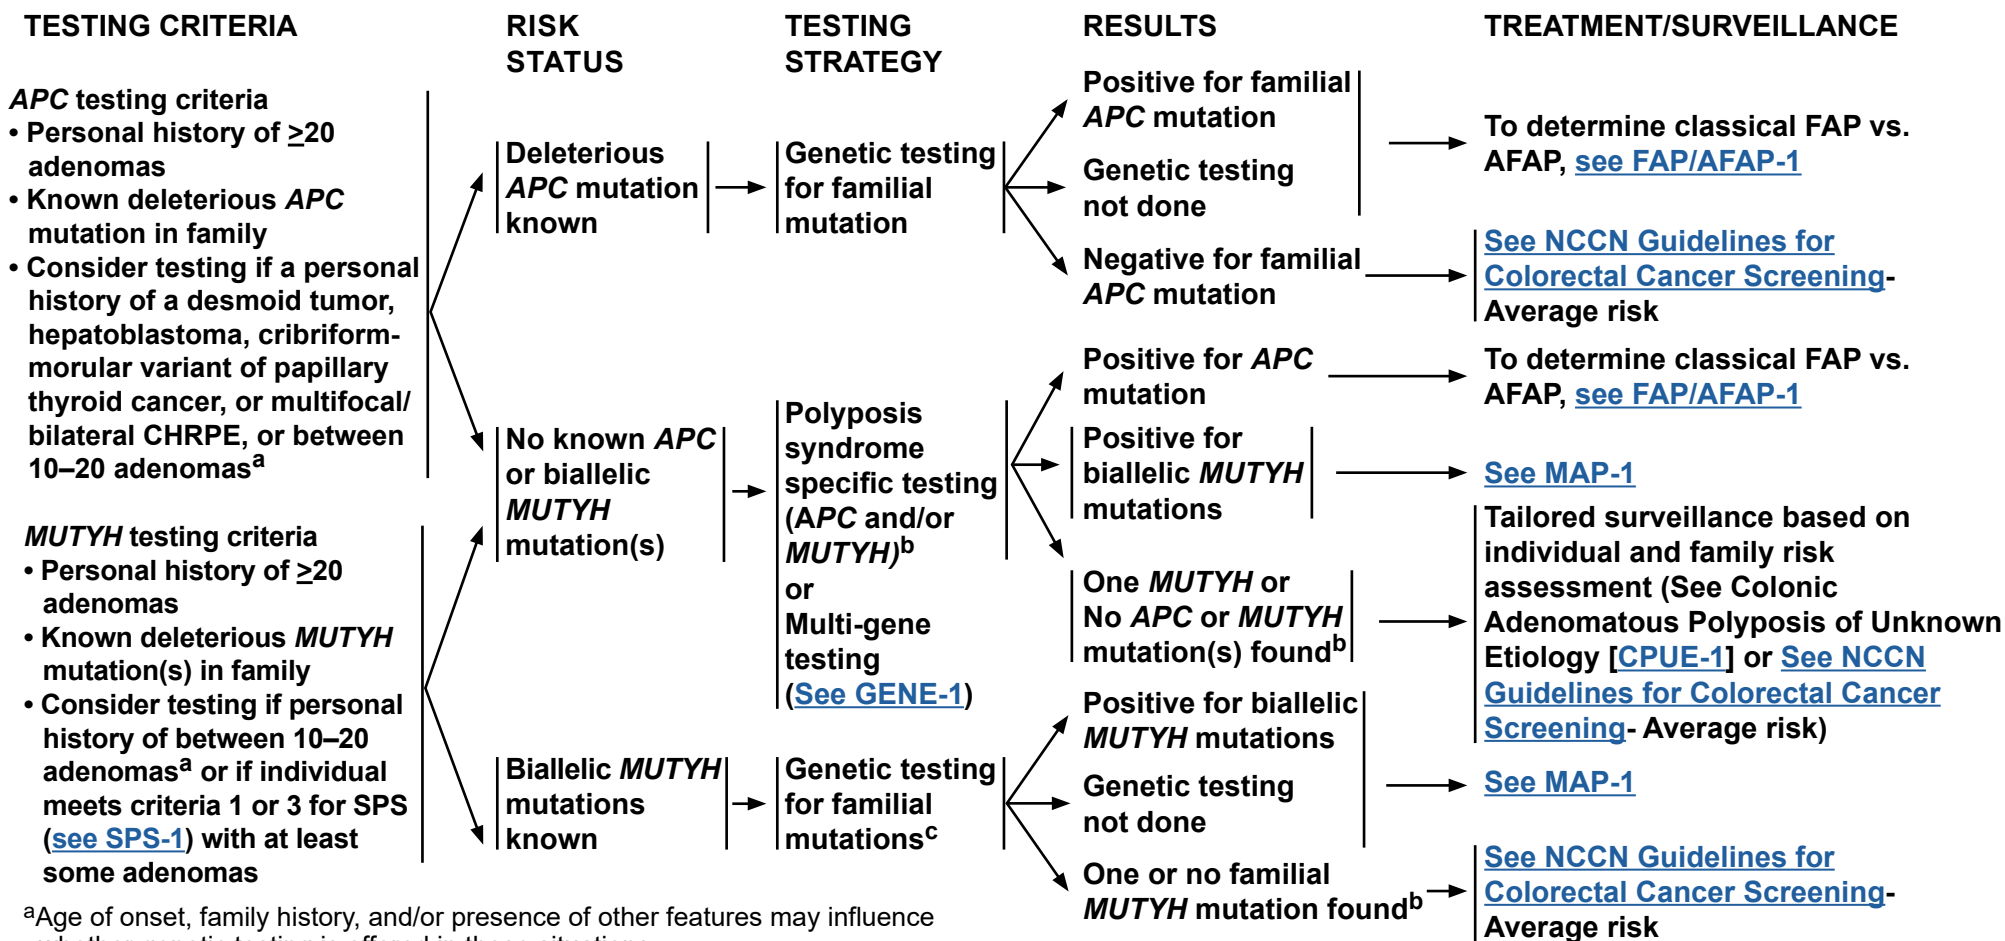 TESTING CRITERIA
APC testing criteria
• Personal history of ≥20
adenomas
• Known deleterious APC
mutation in family
• Consider testing if a personal
history of a desmoid tumor,
hepatoblastoma, cribriform-
morular variant of papillary
thyroid cancer, or multifocal/
bilateral CHRPE, or between
10–20 adenomasᵃ
MUTYH testing criteria
• Personal history of ≥20
adenomas
• Known deleterious MUTYH
mutation(s) in family
• Consider testing if personal
history of between 10–20
adenomasᵃ or if individual
meets criteria 1 or 3 for SPS
(see SPS-1) with at least
some adenomas
RISK
STATUS
Deleterious
APC mutation
known
No known APC
or biallelic
MUTYH
mutation(s)
Biallelic MUTYH
mutations
known
TESTING
STRATEGY
Genetic testing
for familial
mutation
Polyposis
syndrome
specific testing
(APC and/or
MUTYH)ᵇ
or
Multi-gene
testing
(See GENE-1)
Genetic testing
for familial
mutationsᶜ
RESULTS
Positive for familial
APC mutation
Genetic testing
not done
Negative for familial
APC mutation
Positive for APC
mutation
Positive for
biallelic MUTYH
mutations
One MUTYH or
No APC or MUTYH
mutation(s) foundᵇ
Positive for biallelic
MUTYH mutations
Genetic testing
not done
One or no familial
MUTYH mutation foundᵇ
TREATMENT/SURVEILLANCE
To determine classical FAP vs.
AFAP, see FAP/AFAP-1
See NCCN Guidelines for
Colorectal Cancer Screening-
Average risk
To determine classical FAP vs.
AFAP, see FAP/AFAP-1
See MAP-1
Tailored surveillance based on
individual and family risk
assessment (See Colonic
Adenomatous Polyposis of Unknown
Etiology [CPUE-1] or See NCCN
Guidelines for Colorectal Cancer
Screening- Average risk)
See MAP-1
See NCCN Guidelines for
Colorectal Cancer Screening-
Average risk
ᵃAge of onset, family history, and/or presence of other features may influence